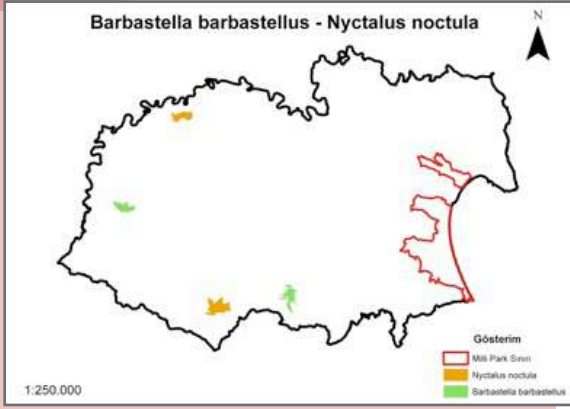 Barbastella barbastellus - Nyctalus noctula
N
Gösterim
Milli Park Sınırı
Nyctalus noctula
Barbastella barbastellus
1:250.000